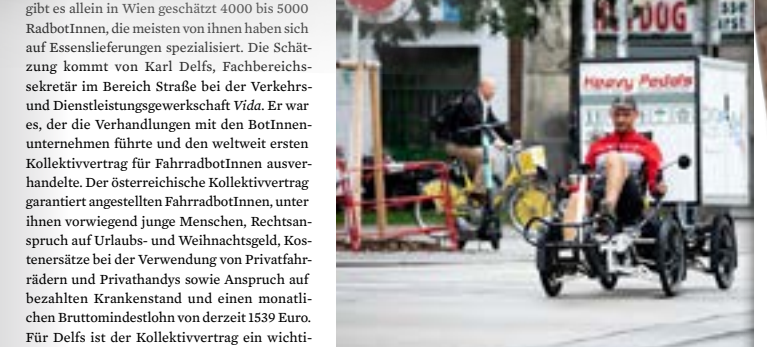 gibt es allein in Wien geschätzt 4000 bis 5000
RadbotInnen, die meisten von ihnen haben sich
auf Essenslieferungen spezialisiert. Die Schät-
zung kommt von Karl Delfs, Fachbereichs-
sekretär im Bereich Straße bei der Verkehrs-
und Dienstleistungsgewerkschaft Vida. Er war
es, der die Verhandlungen mit den BotInnen-
unternehmen führte und den weltweit ersten
Kollektivvertrag für FahrradbotInnen ausver-
handelte. Der österreichische Kollektivvertrag
garantiert angestellten FahrradbotInnen, unter
ihnen vorwiegend junge Menschen, Rechtsan-
spruch auf Urlaubs- und Weihnachtsgeld, Kos-
tenersätze bei der Verwendung von Privatfahr-
rädern und Privathandys sowie Anspruch auf
bezahlten Krankenstand und einen monatli-
chen Bruttomindestlohn von derzeit 1539 Euro.
Für Delfs ist der Kollektivvertrag ein wichti-
Heavy Pedals